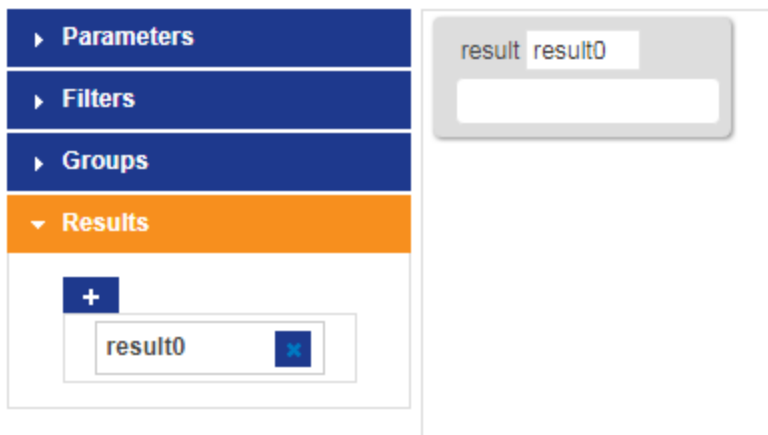 Parameters
Filters
Groups
Results
+
result0
result result0